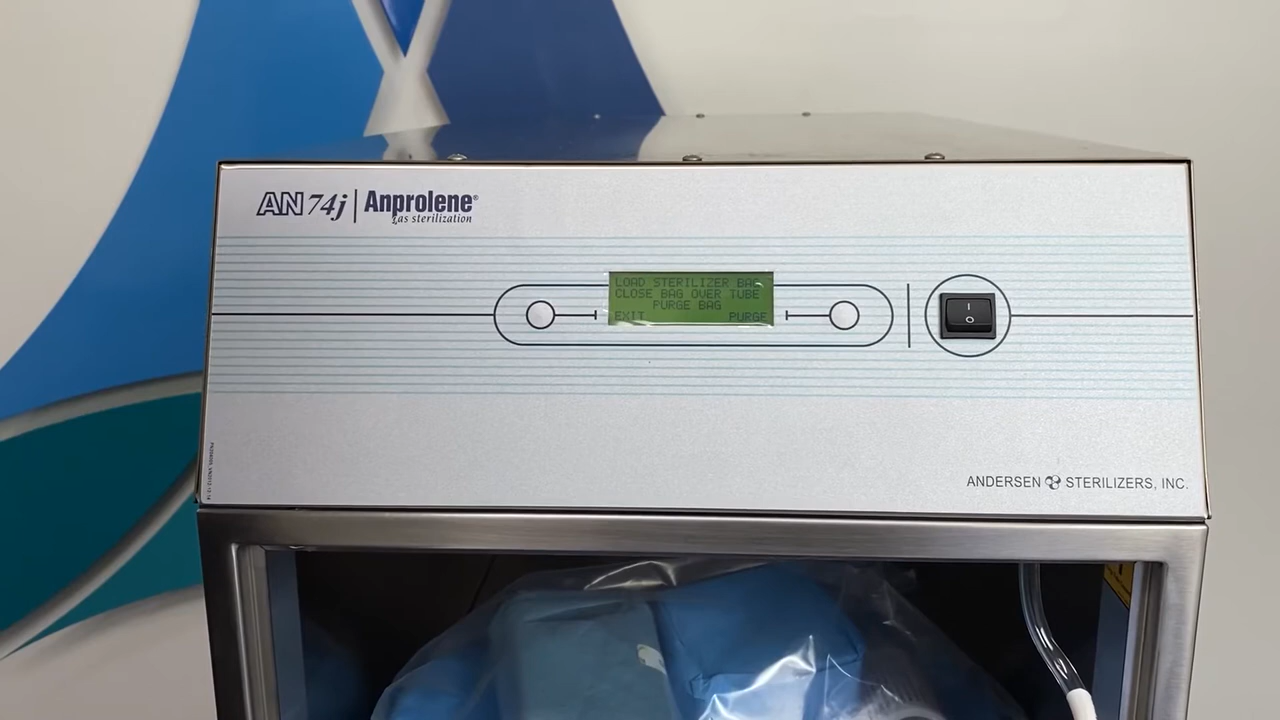 AN 74j | Anprolene®
gas sterilization
LOAD STERILIZER BAG
CLOSE BAG OVER TUBE
PURGE BAG
EXIT PURGE
ANDERSEN STERILIZERS, INC.